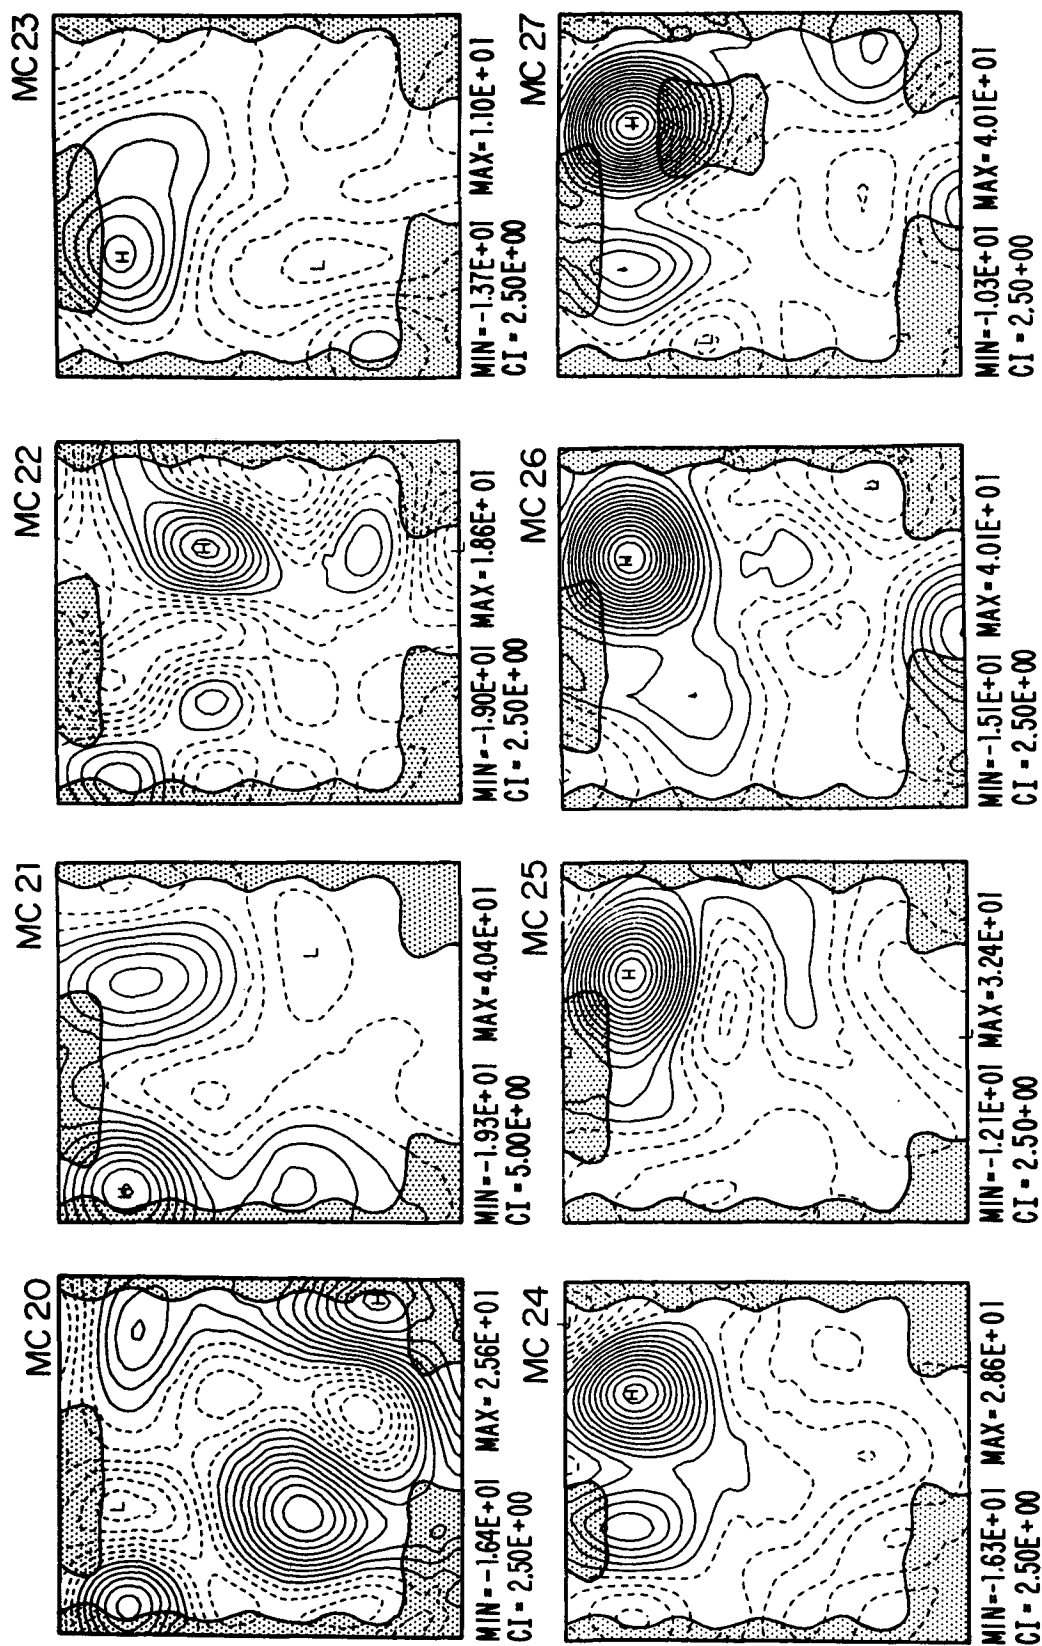 MC 20
L
H
MIN=-1.64E+01 MAX=2.56E+01
CI = 2.50E+00
MC 21
L
MIN=-1.93E+01 MAX=4.04E+01
CI = 5.00E+00
MC 22
H
MIN=-1.90E+01 MAX=1.86E+01
CI = 2.50E+00
MC 23
H
L
MIN=-1.37E+01 MAX=1.10E+01
CI = 2.50E+00
MC 24
H
MIN=-1.63E+01 MAX=2.86E+01
CI = 2.50E+00
MC 25
H
L
MIN=-1.21E+01 MAX=3.24E+01
CI = 2.50+00
MC 26
H
MIN=-1.51E+01 MAX=4.01E+01
CI = 2.50E+00
MC 27
H
L
MIN=-1.03E+01 MAX=4.01E+01
CI = 2.50+00